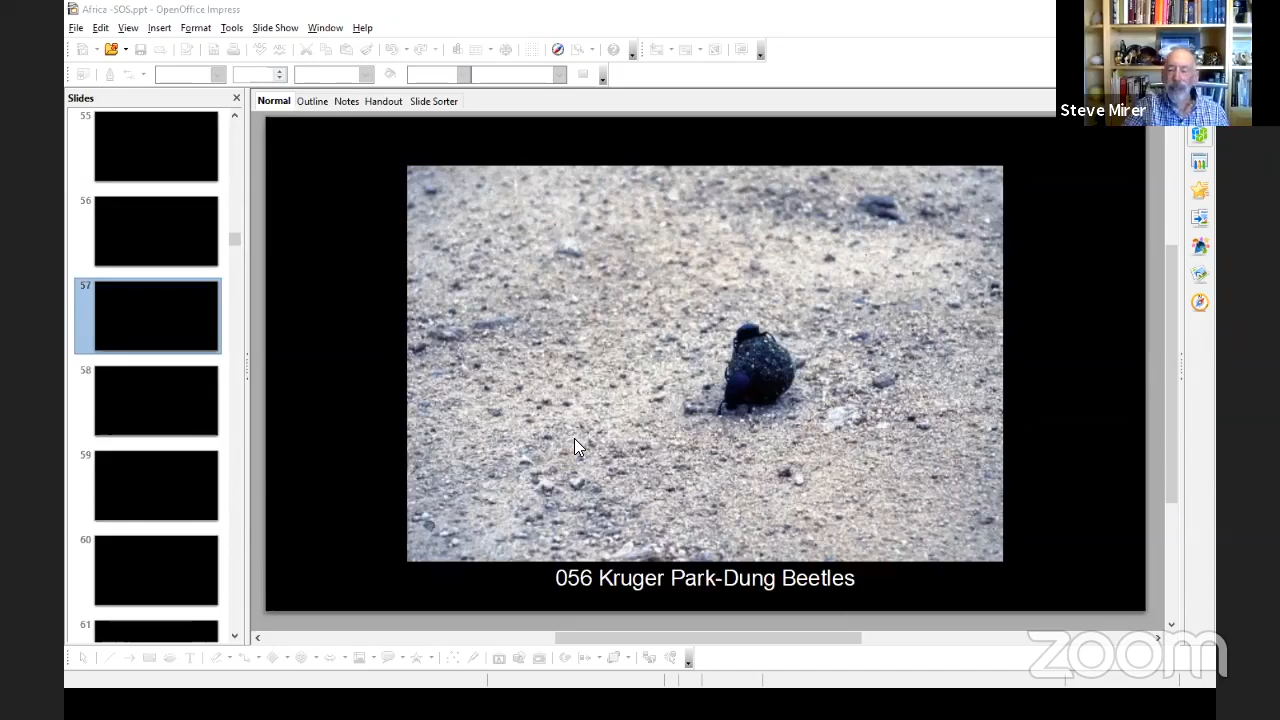 Africa -SOS.ppt - OpenOffice Impress
File Edit View Insert Format Tools Slide Show Window Help
Slides
Normal Outline Notes Handout Slide Sorter
Steve Mirer
55
56
57
58
59
60
61
056 Kruger Park-Dung Beetles
zoom